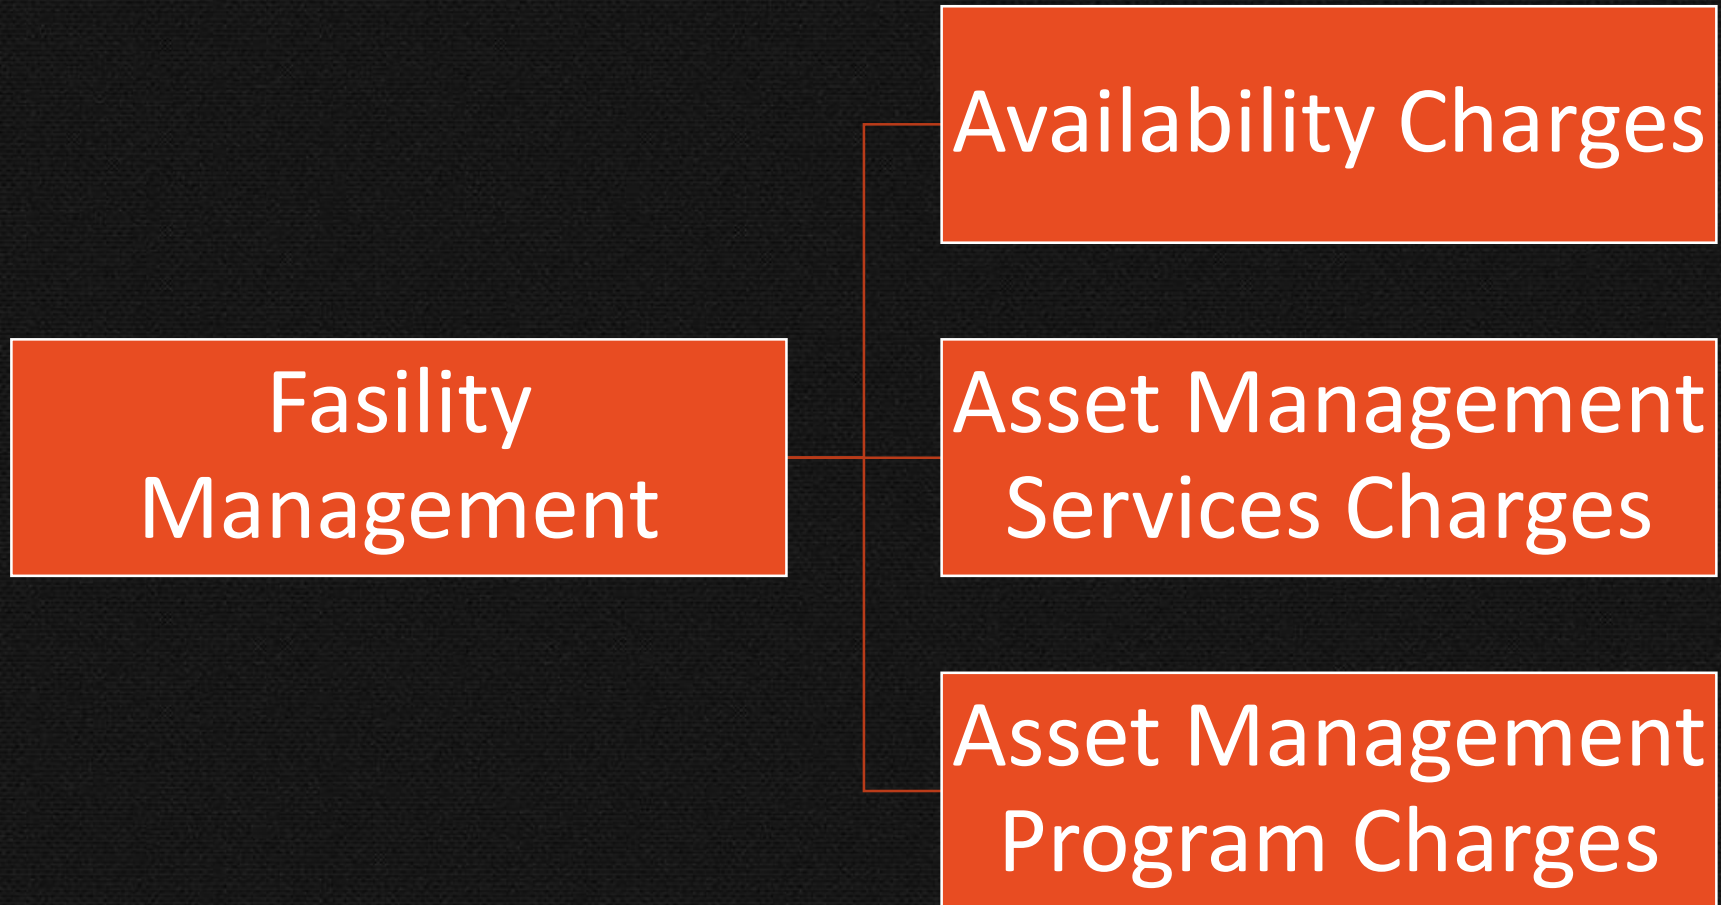 Availability Charges
Fasility
Management
Asset Management
Services Charges
Asset Management
Program Charges